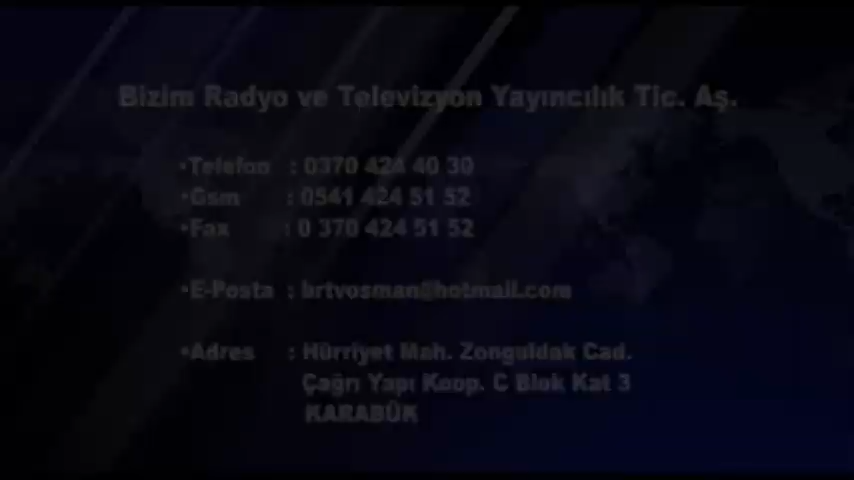 Bizim Radyo ve Televizyon Yayıncılık Tic. Aş.
•Telefon : 0370 424 40 30
•Gsm : 0541 424 51 52
•Fax : 0 370 424 51 52
•E-Posta : brtvosman@hotmail.com
•Adres : Hürriyet Mah. Zonguldak Cad.
Çağrı Yapı Koop. C Blok Kat 3
KARABÜK